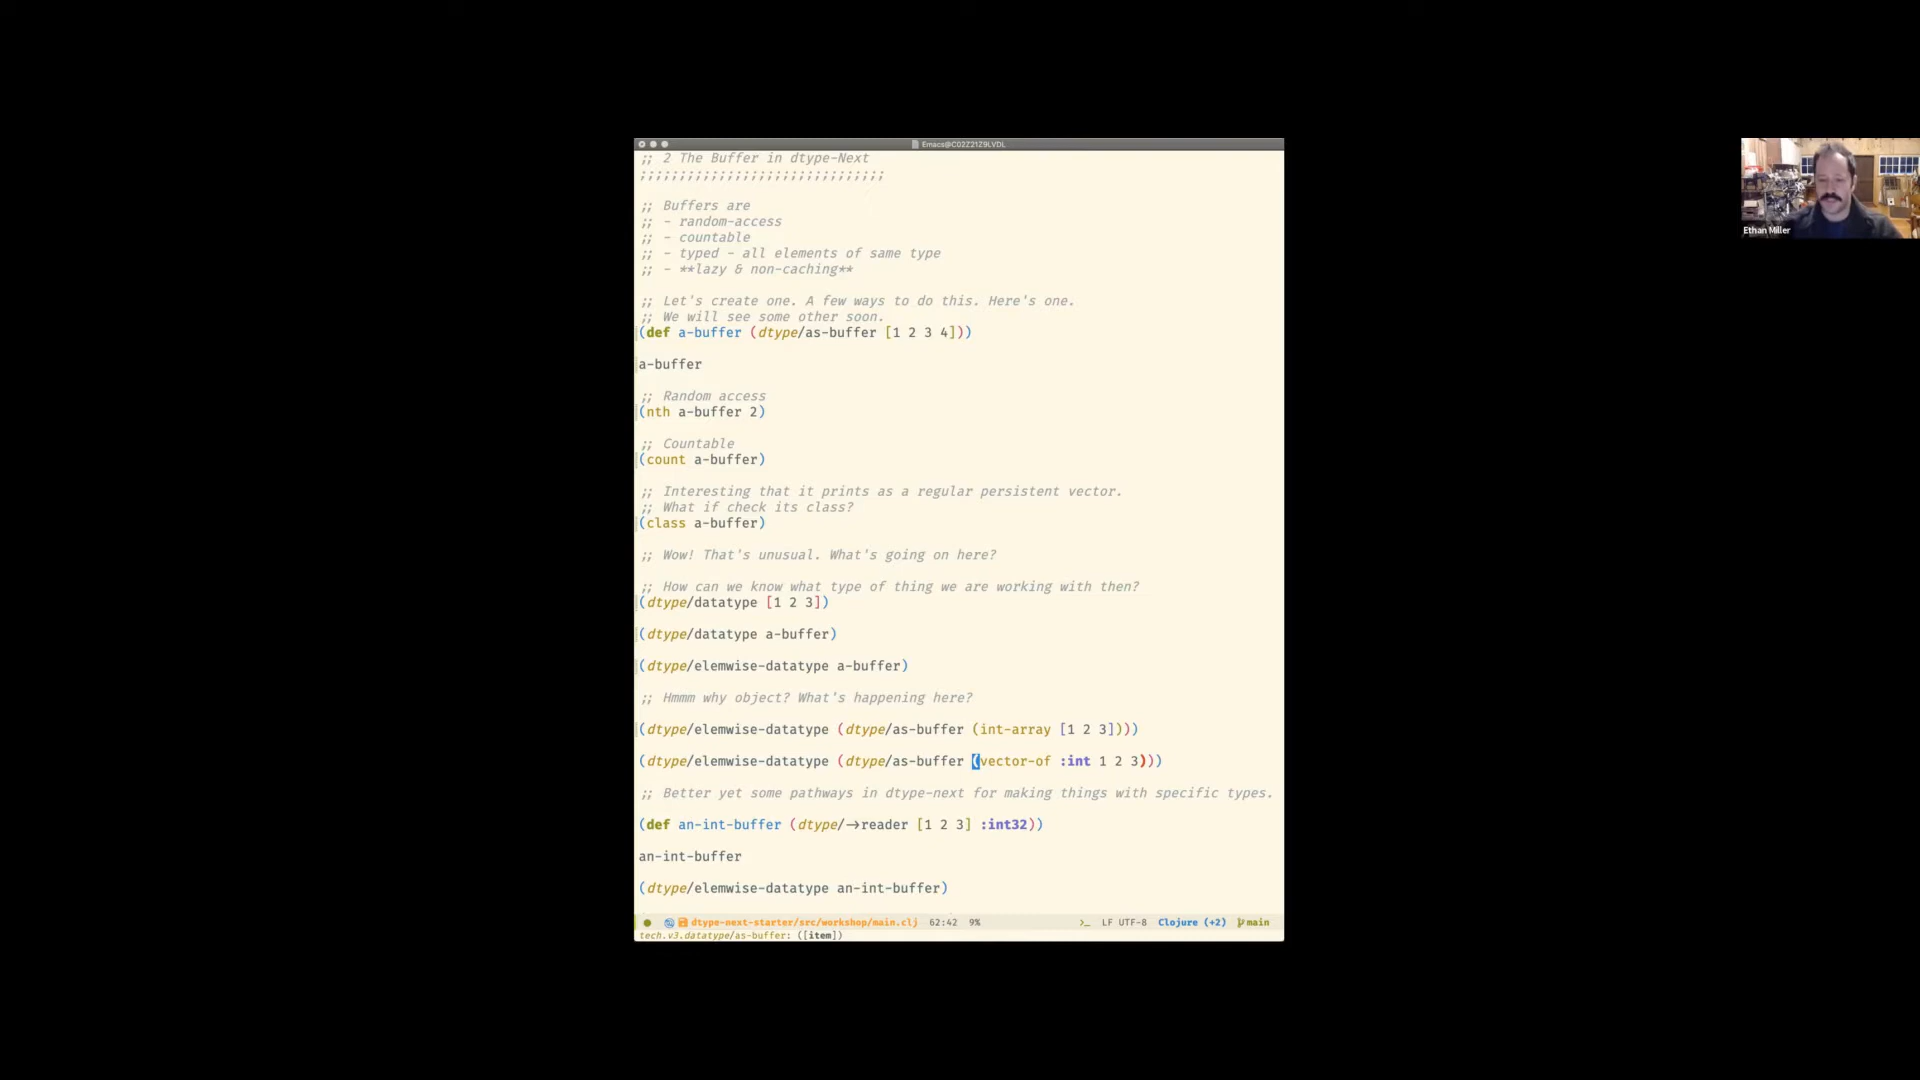 Emacs@C02Z21Z9LVDL
;; 2 The Buffer in dtype-Next
;;;;;;;;;;;;;;;;;;;;;;;;;;;;;;;
;; Buffers are
;; - random-access
;; - countable
;; - typed - all elements of same type
;; - **lazy & non-caching**
;; Let's create one. A few ways to do this. Here's one.
;; We will see some other soon.
(def a-buffer (dtype/as-buffer [1 2 3 4]))
a-buffer
;; Random access
(nth a-buffer 2)
;; Countable
(count a-buffer)
;; Interesting that it prints as a regular persistent vector.
;; What if check its class?
(class a-buffer)
;; Wow! That's unusual. What's going on here?
;; How can we know what type of thing we are working with then?
(dtype/datatype [1 2 3])
(dtype/datatype a-buffer)
(dtype/elemwise-datatype a-buffer)
;; Hmmm why object? What's happening here?
(dtype/elemwise-datatype (dtype/as-buffer (int-array [1 2 3])))
(dtype/elemwise-datatype (dtype/as-buffer (vector-of :int 1 2 3)))
;; Better yet some pathways in dtype-next for making things with specific types.
(def an-int-buffer (dtype/->reader [1 2 3] :int32))
an-int-buffer
(dtype/elemwise-datatype an-int-buffer)
dtype-next-starter/src/workshop/main.clj 62:42 9% >_ LF UTF-8 Clojure (+2) main
tech.v3.datatype/as-buffer: ([item])
Ethan Miller